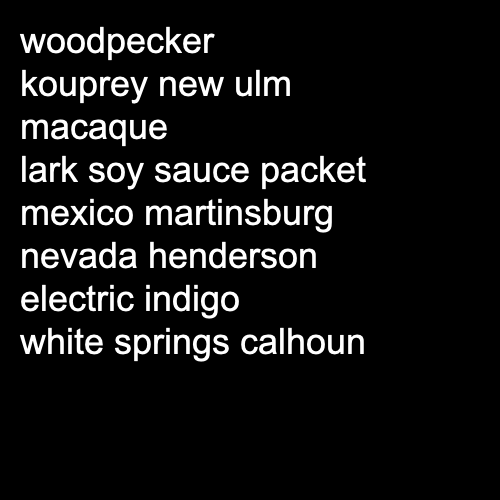 woodpecker
kouprey new ulm
macaque
lark soy sauce packet
mexico martinsburg
nevada henderson
electric indigo
white springs calhoun